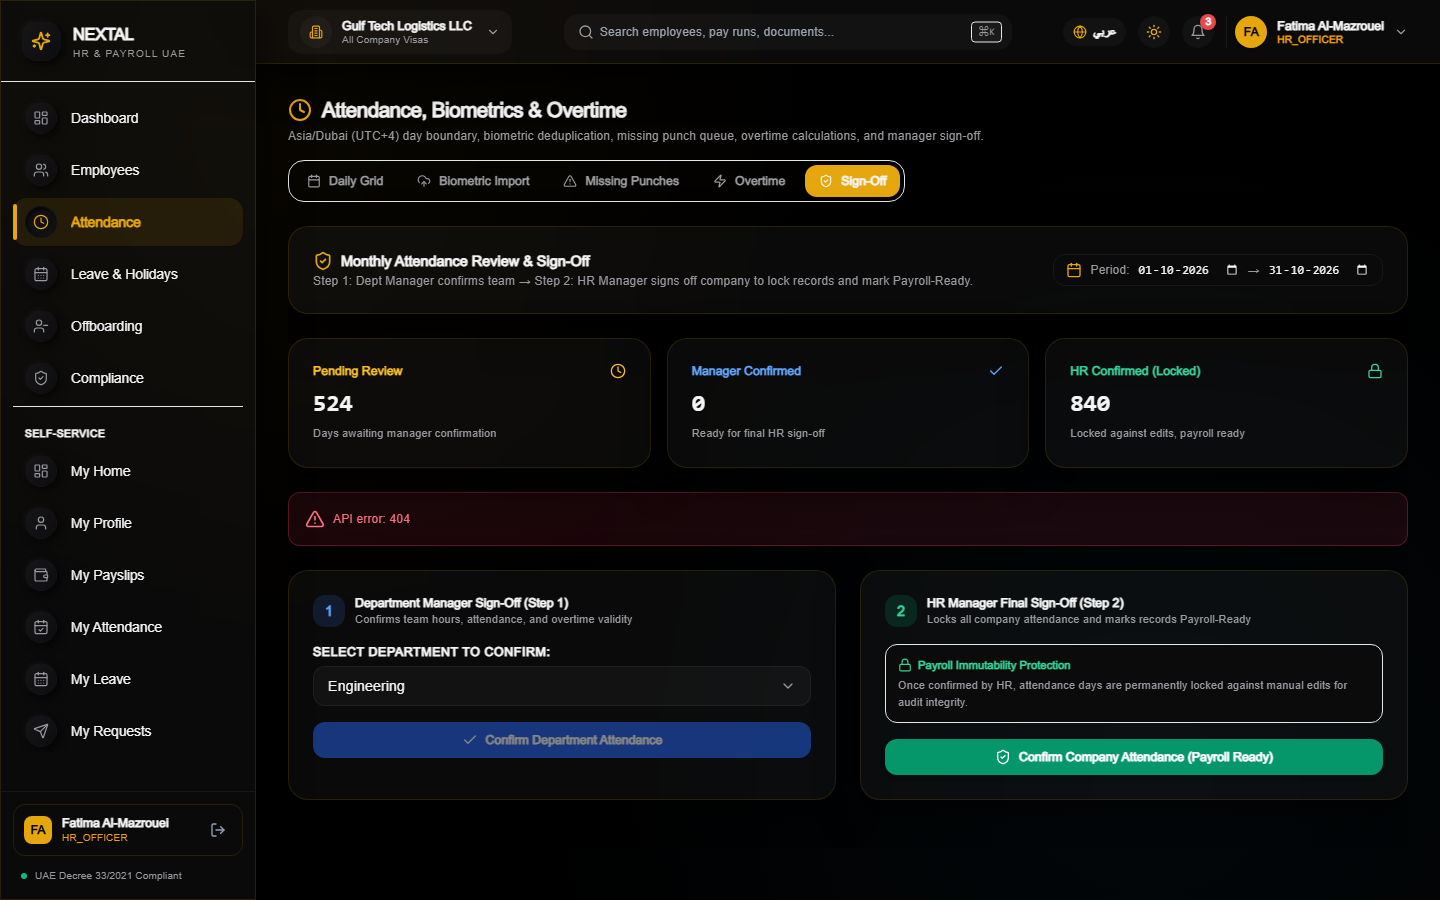 NEXTAL
HR & PAYROLL UAE
Dashboard
Employees
Attendance
Leave & Holidays
Offboarding
Compliance
SELF-SERVICE
My Home
My Profile
My Payslips
My Attendance
My Leave
My Requests
FA
Fatima Al-Mazrouei
HR_OFFICER
UAE Decree 33/2021 Compliant
Gulf Tech Logistics LLC
All Company Visas
Search employees, pay runs, documents...
⌘K
عربي
3
FA
Fatima Al-Mazrouei
HR_OFFICER
Attendance, Biometrics & Overtime
Asia/Dubai (UTC+4) day boundary, biometric deduplication, missing punch queue, overtime calculations, and manager sign-off.
Daily Grid
Biometric Import
Missing Punches
Overtime
Sign-Off
Monthly Attendance Review & Sign-Off
Step 1: Dept Manager confirms team → Step 2: HR Manager signs off company to lock records and mark Payroll-Ready.
Period: 01-10-2026 → 31-10-2026
Pending Review
524
Days awaiting manager confirmation
Manager Confirmed
0
Ready for final HR sign-off
HR Confirmed (Locked)
840
Locked against edits, payroll ready
API error: 404
1
Department Manager Sign-Off (Step 1)
Confirms team hours, attendance, and overtime validity
SELECT DEPARTMENT TO CONFIRM:
Engineering
Confirm Department Attendance
2
HR Manager Final Sign-Off (Step 2)
Locks all company attendance and marks records Payroll-Ready
Payroll Immutability Protection
Once confirmed by HR, attendance days are permanently locked against manual edits for
audit integrity.
Confirm Company Attendance (Payroll Ready)